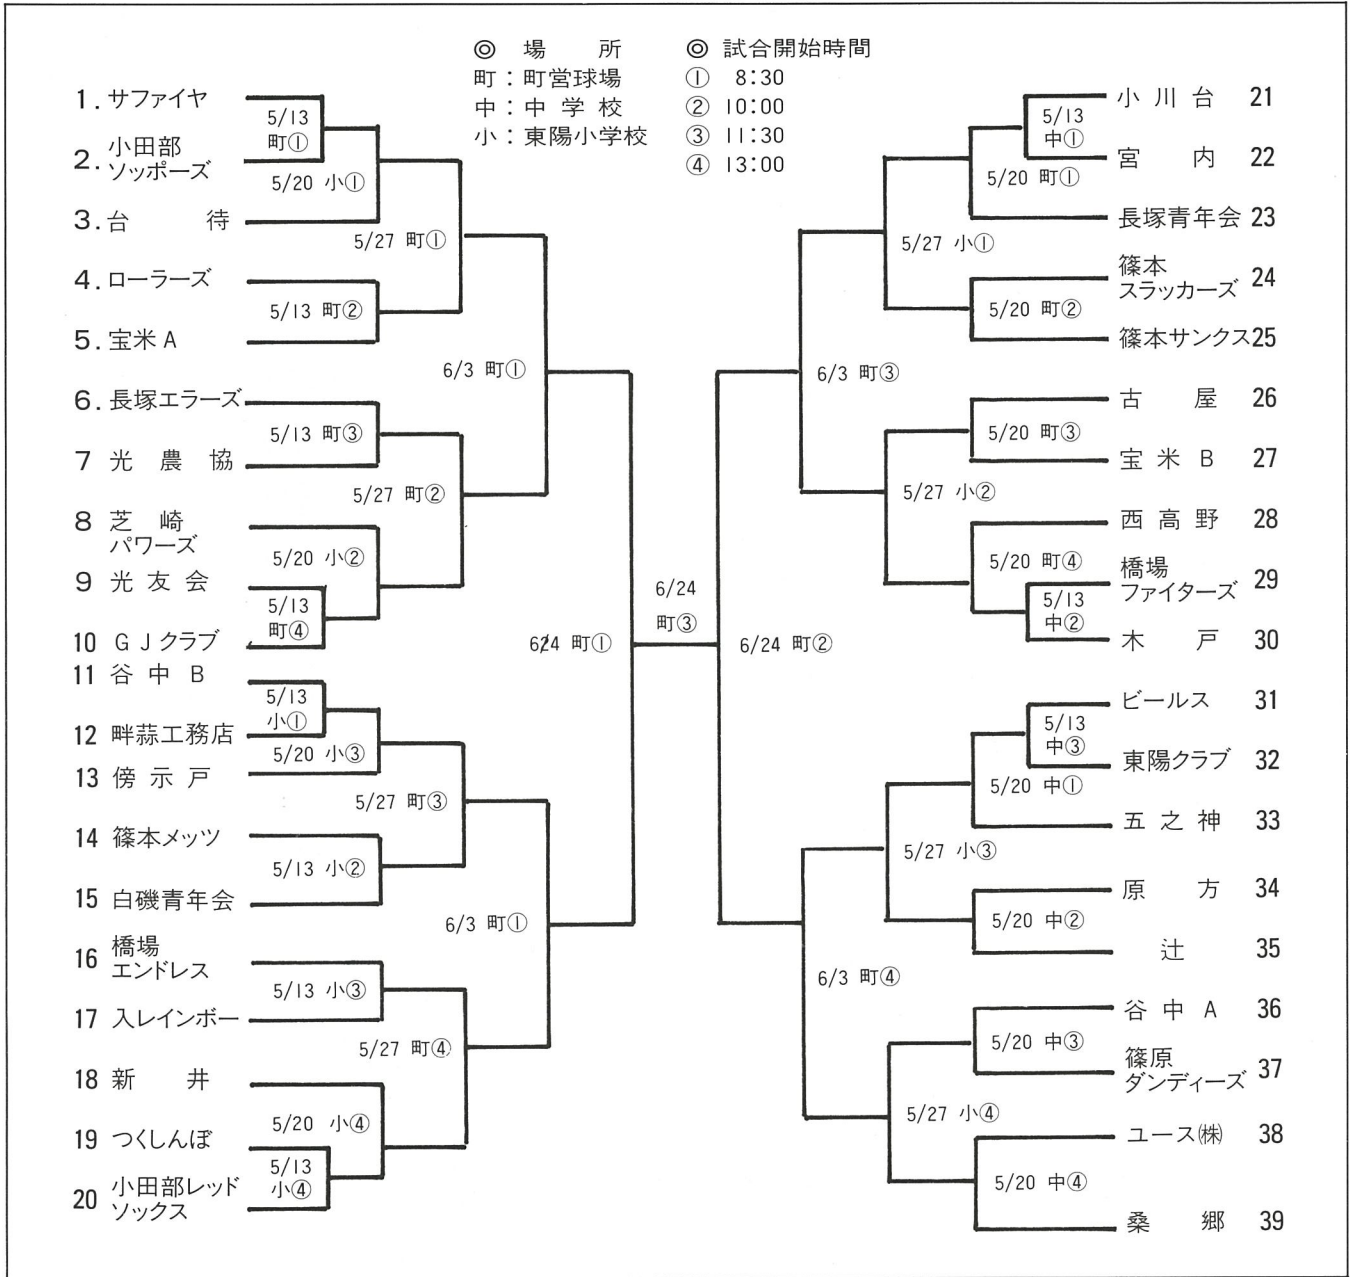 ◎ 場　所
町：町営球場
中：中学校
小：東陽小学校
◎ 試合開始時間
① 8:30
② 10:00
③ 11:30
④ 13:00
1. サファイヤ
5/13
町①
2. 小田部
ソッポーズ
5/20 小①
3. 台　待
5/27 町①
4. ローラーズ
5/13 町②
5. 宝米A
6/3 町①
6. 長塚エラーズ
5/13 町③
7 光農協
5/27 町②
8 芝崎
パワーズ
5/20 小②
9 光友会
5/13
町④
10 GJクラブ
6/24 町①
11 谷中B
5/13
小①
12 畔蒜工務店
5/20 小③
13 傍示戸
5/27 町③
14 篠本メッツ
5/13 小②
15 白磯青年会
6/3 町①
16 橋場
エンドレス
5/13 小③
17 入レインボー
5/27 町④
18 新　井
5/20 小④
19 つくしんぼ
5/13
小④
20 小田部レッド
ソックス
6/24
町③
小川台 21
5/13
中①
宮　内 22
5/20 町①
長塚青年会 23
5/27 小①
篠本
スラッカーズ 24
5/20 町②
篠本サンクス 25
6/3 町③
古　屋 26
5/20 町③
宝米B 27
5/27 小②
西高野 28
5/20 町④
橋場
ファイターズ 29
5/13
中②
木　戸 30
6/24 町②
ビールス 31
5/13
中③
東陽クラブ 32
5/20 中①
五之神 33
5/27 小③
原　方 34
5/20 中②
辻 35
6/3 町④
谷中A 36
5/20 中③
篠原
ダンディーズ 37
5/27 小④
ユース㈱ 38
5/20 中④
桑　郷 39